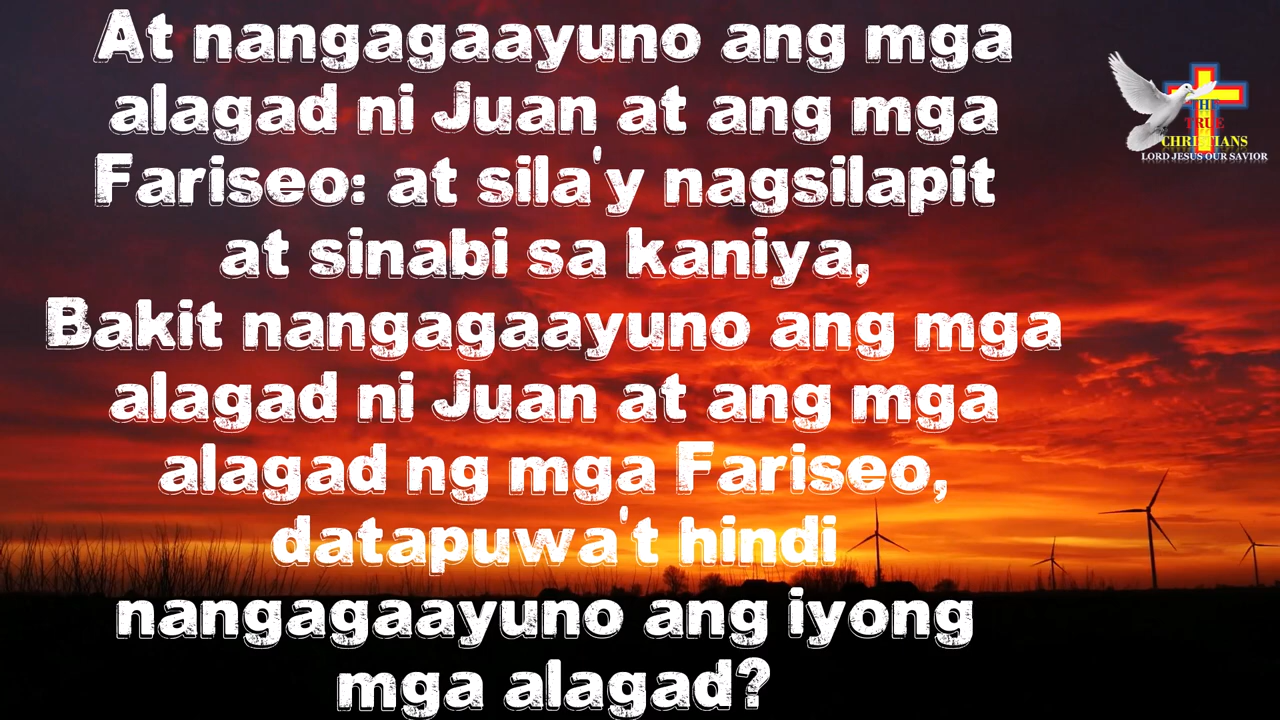 At nangagaayuno ang mga
alagad ni Juan at ang mga
Fariseo: at sila'y nagsilapit
at sinabi sa kaniya,
Bakit nangagaayuno ang mga
alagad ni Juan at ang mga
alagad ng mga Fariseo,
datapuwa't hindi
nangagaayuno ang iyong
mga alagad?
TRUE
CHRISTIANS
LORD JESUS OUR SAVIOR